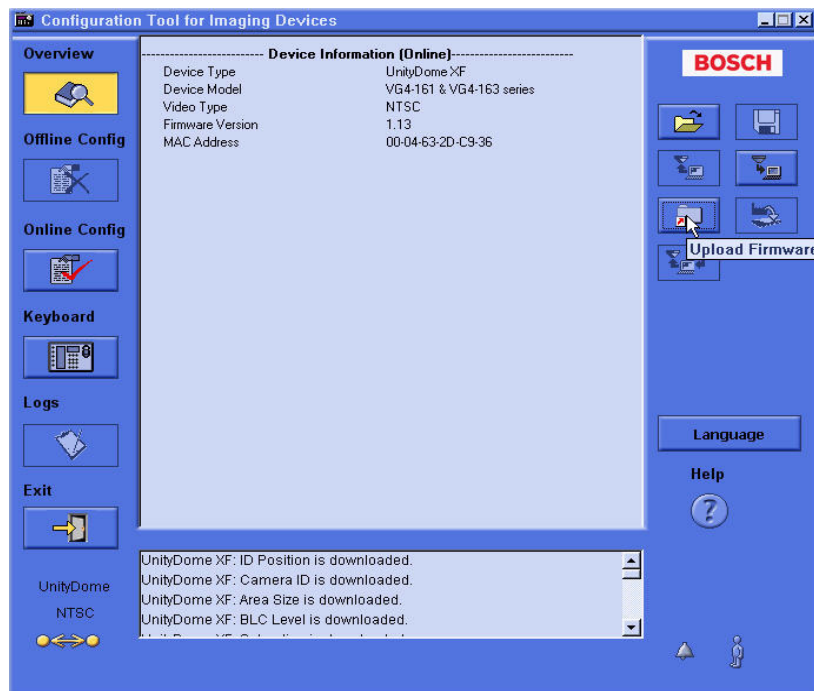 Configuration Tool for Imaging Devices
Overview
Offline Config
Online Config
Keyboard
Logs
Exit
UnityDome
NTSC
------------------------- Device Information (Online)-------------------------
Device Type UnityDome XF
Device Model VG4-161 & VG4-163 series
Video Type NTSC
Firmware Version 1.13
MAC Address 00-04-63-2D-C9-36
UnityDome XF: ID Position is downloaded.
UnityDome XF: Camera ID is downloaded.
UnityDome XF: Area Size is downloaded.
UnityDome XF: BLC Level is downloaded.
BOSCH
Upload Firmware
Language
Help